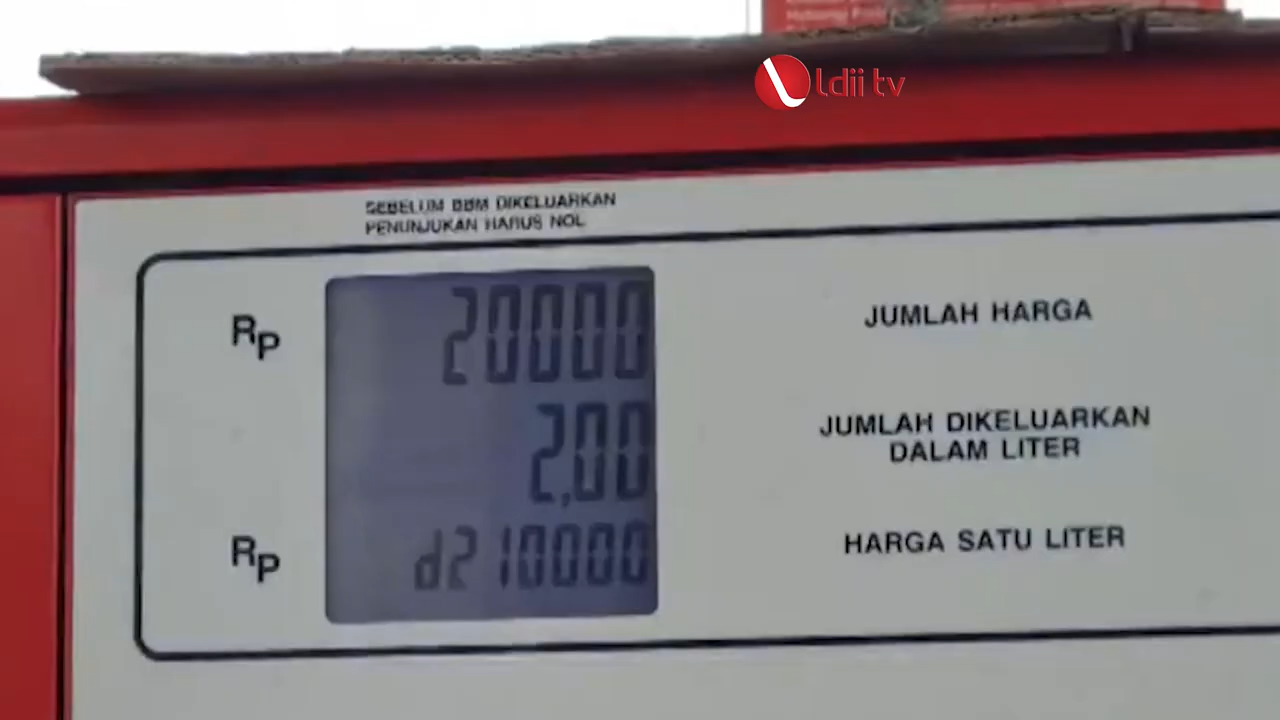 ldii tv
SEBELUM BBM DIKELUARKAN
PENUNJUKAN HARUS NOL
RP 20000 JUMLAH HARGA
2,00 JUMLAH DIKELUARKAN
DALAM LITER
RP d2 10000 HARGA SATU LITER